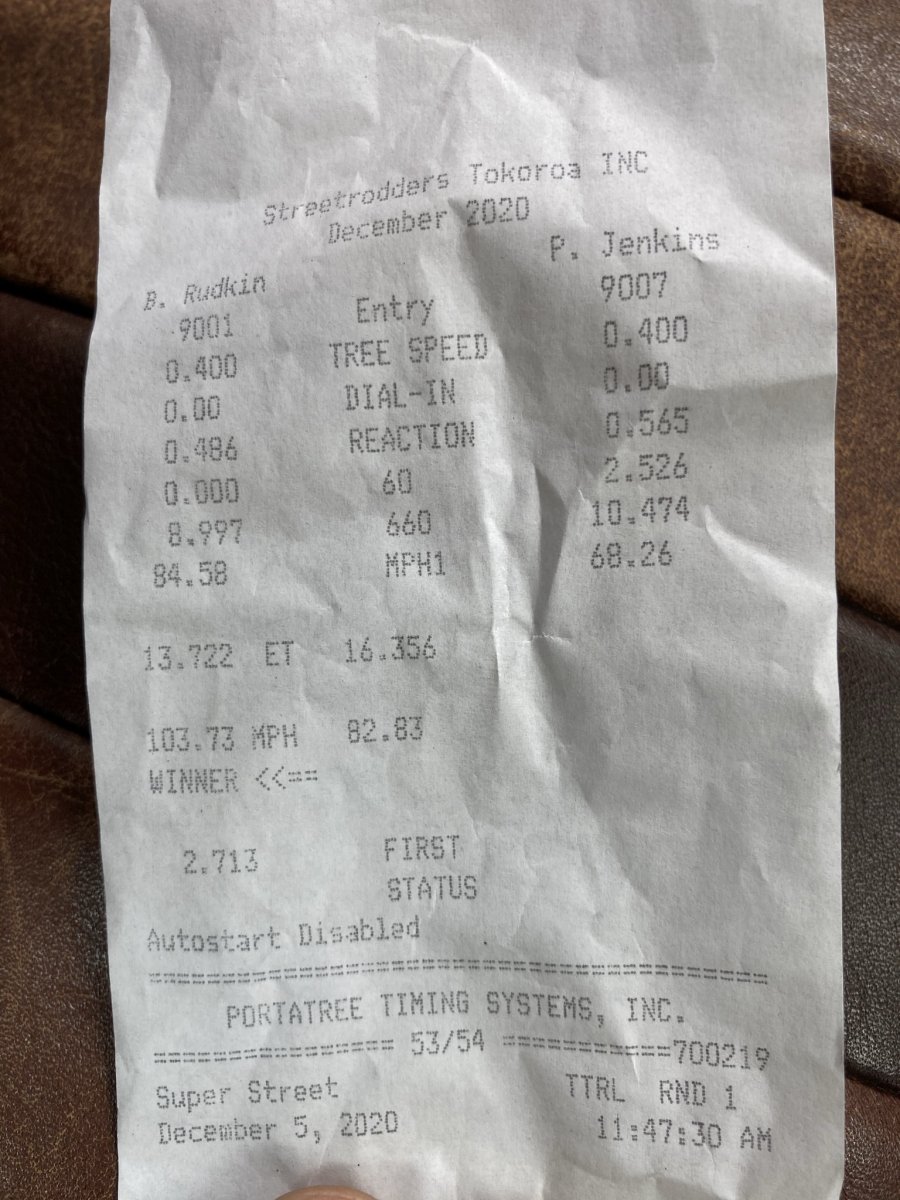 Streetrodders Tokoroa INC
December 2020
B. Rudkin P. Jenkins
9001 Entry 9007
0.400 TREE SPEED 0.400
0.00 DIAL-IN 0.00
0.486 REACTION 0.565
0.000 60 2.526
8.997 660 10.474
84.58 MPH1 68.26
13.722 ET 16.356
103.73 MPH 82.83
WINNER <<==
2.713 FIRST
STATUS
Autostart Disabled
==================================================
PORTATREE TIMING SYSTEMS, INC.
==================== 53/54 ==============700219
Super Street TTRL RND 1
December 5, 2020 11:47:30 AM